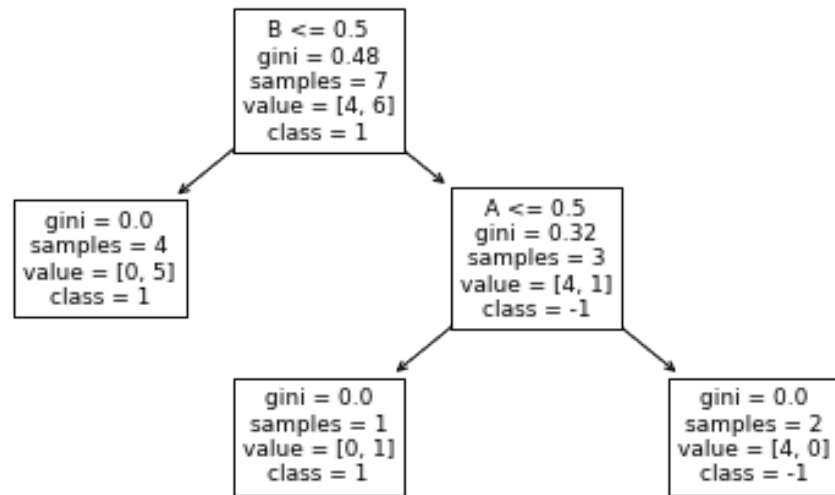 B <= 0.5
gini = 0.48
samples = 7
value = [4, 6]
class = 1
gini = 0.0
samples = 4
value = [0, 5]
class = 1
A <= 0.5
gini = 0.32
samples = 3
value = [4, 1]
class = -1
gini = 0.0
samples = 1
value = [0, 1]
class = 1
gini = 0.0
samples = 2
value = [4, 0]
class = -1